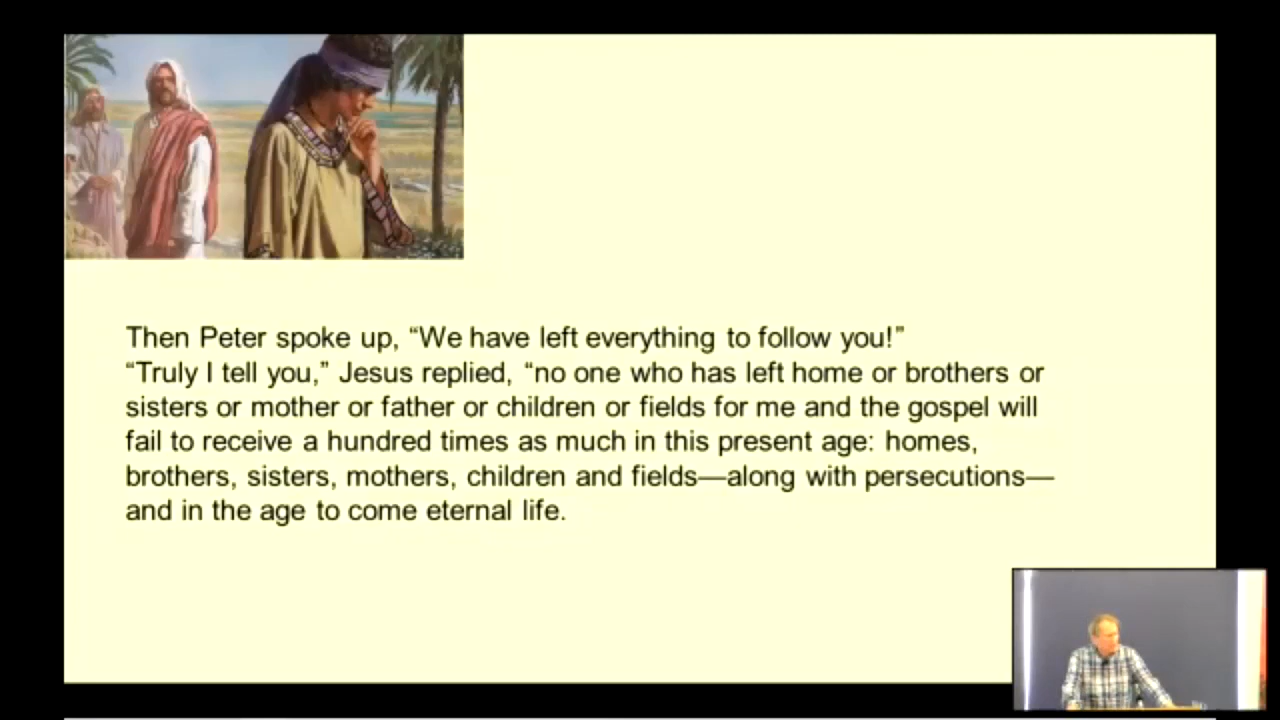 Then Peter spoke up, “We have left everything to follow you!”
“Truly I tell you,” Jesus replied, “no one who has left home or brothers or
sisters or mother or father or children or fields for me and the gospel will
fail to receive a hundred times as much in this present age: homes,
brothers, sisters, mothers, children and fields—along with persecutions—
and in the age to come eternal life.